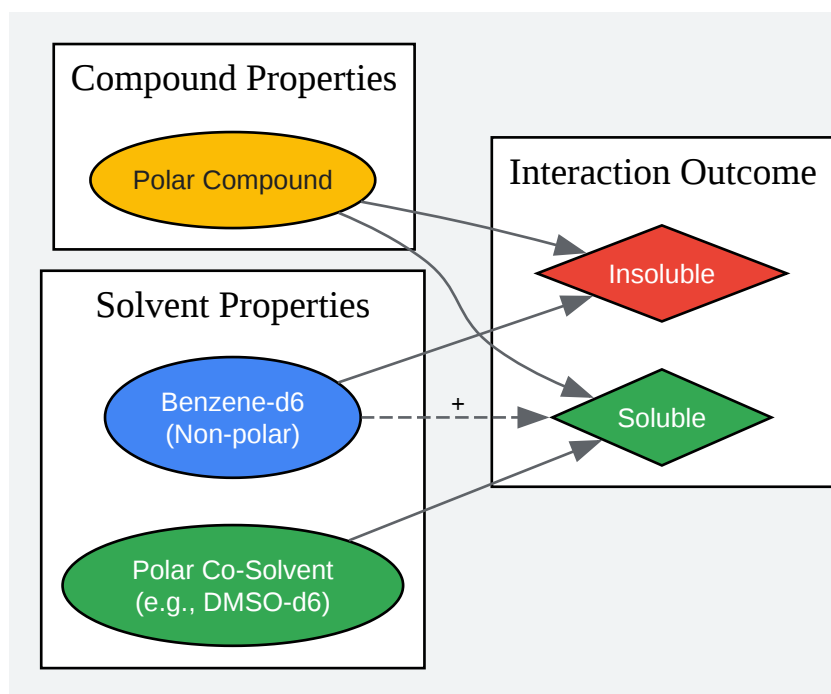 Compound Properties
Polar Compound
Interaction Outcome
Insoluble
Solvent Properties
Benzene-d6
(Non-polar)
+
Soluble
Polar Co-Solvent
(e.g., DMSO-d6)